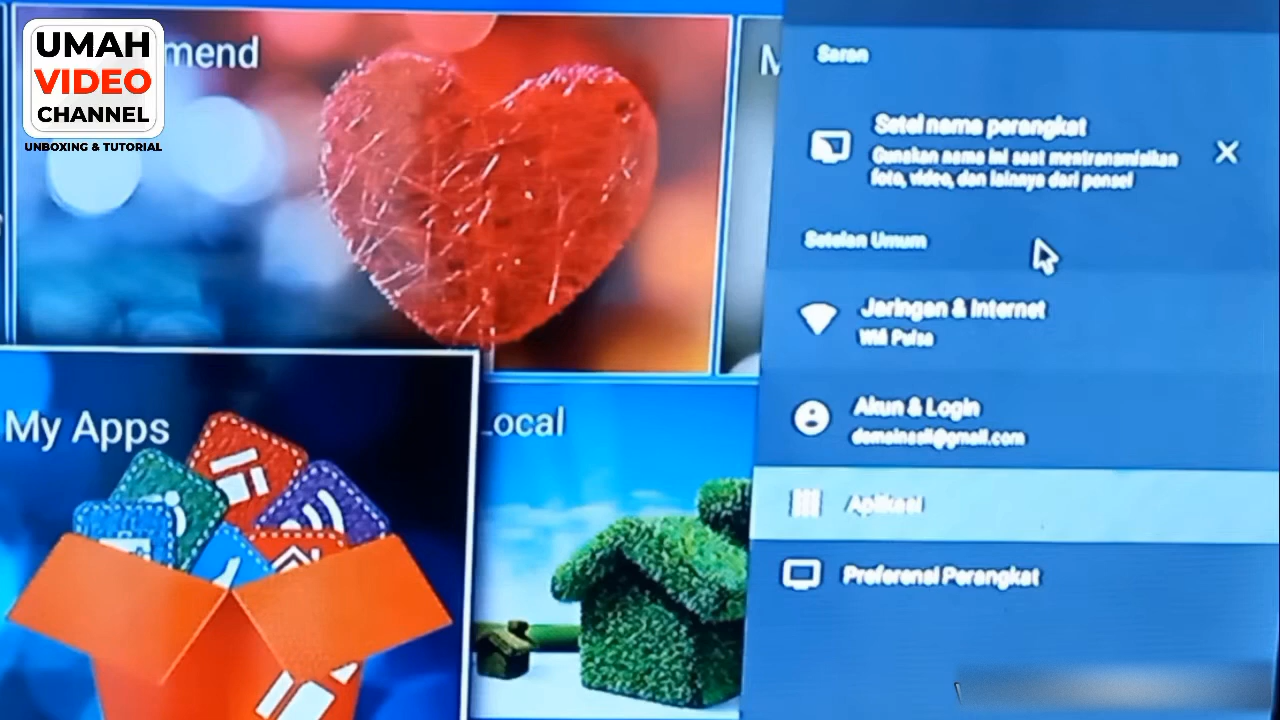 UMAH
VIDEO
CHANNEL
UNBOXING & TUTORIAL
mend
M
My Apps
Local
Saran
Setel nama perangkat
Gunakan nama ini saat mentransmisikan
foto, video, dan lainnya dari ponsel
Setelan Umum
Jaringan & Internet
Wifi Pulsa
Akun & Login
Aplikasi
Preferensi Perangkat